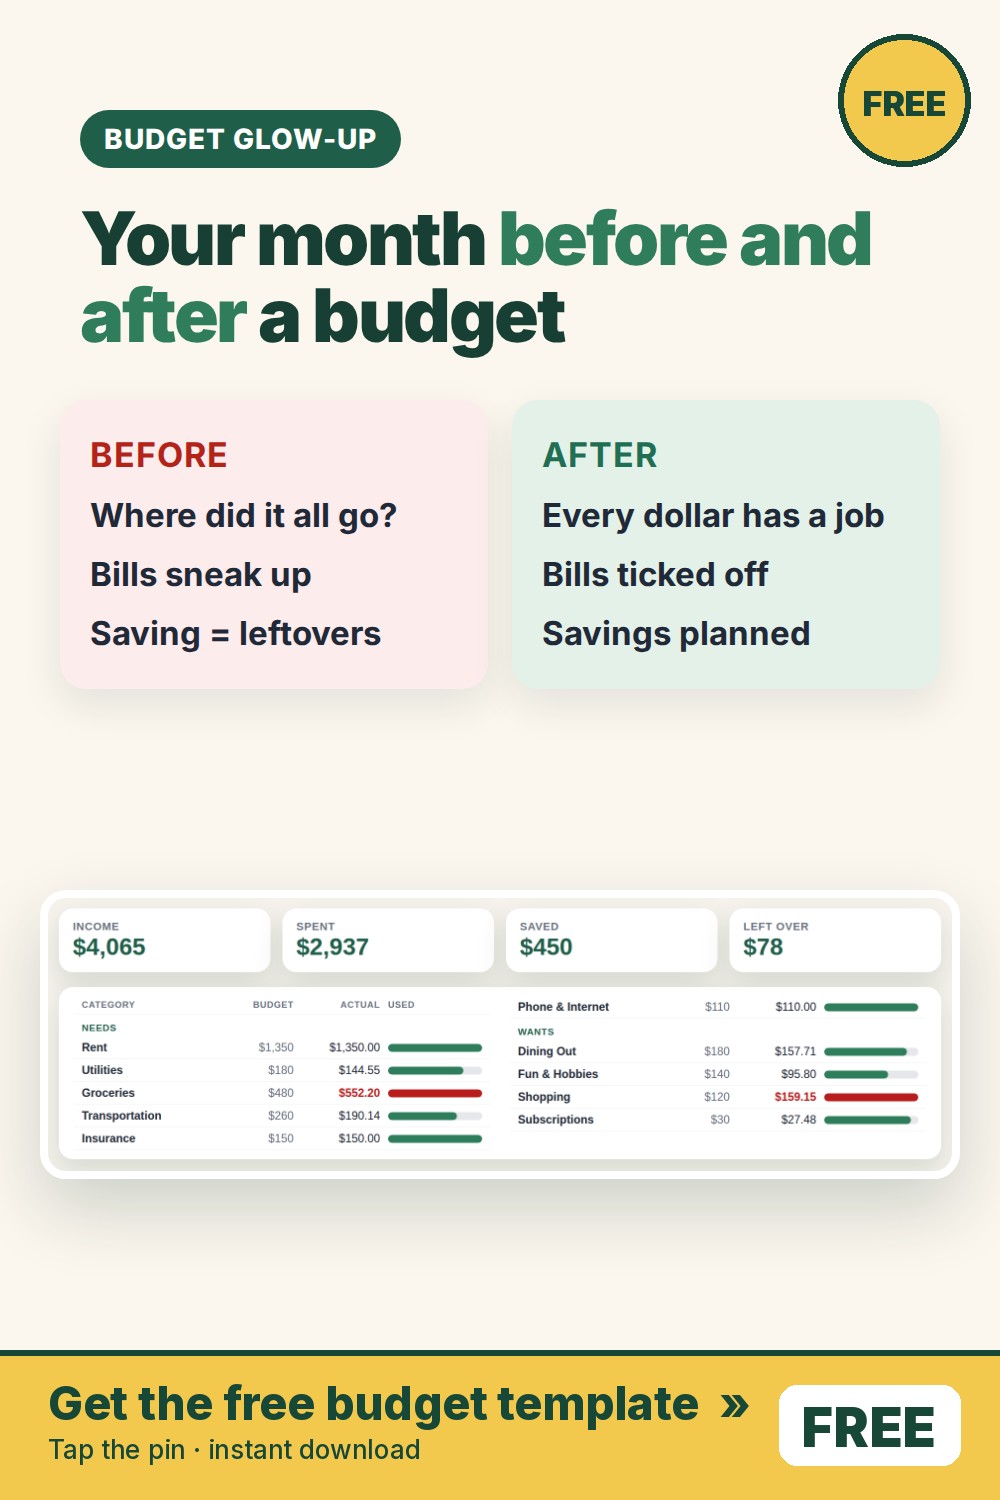 FREE
BUDGET GLOW-UP
Your month before and
after a budget
BEFORE
Where did it all go?
Bills sneak up
Saving = leftovers
AFTER
Every dollar has a job
Bills ticked off
Savings planned
INCOME
$4,065
SPENT
$2,937
SAVED
$450
LEFT OVER
$78
CATEGORY BUDGET ACTUAL USED
NEEDS
Rent $1,350 $1,350.00
Utilities $180 $144.55
Groceries $480 $552.20
Transportation $260 $190.14
Insurance $150 $150.00
Phone & Internet $110 $110.00
WANTS
Dining Out $180 $157.71
Fun & Hobbies $140 $95.80
Shopping $120 $159.15
Subscriptions $30 $27.48
Get the free budget template »
Tap the pin · instant download
FREE